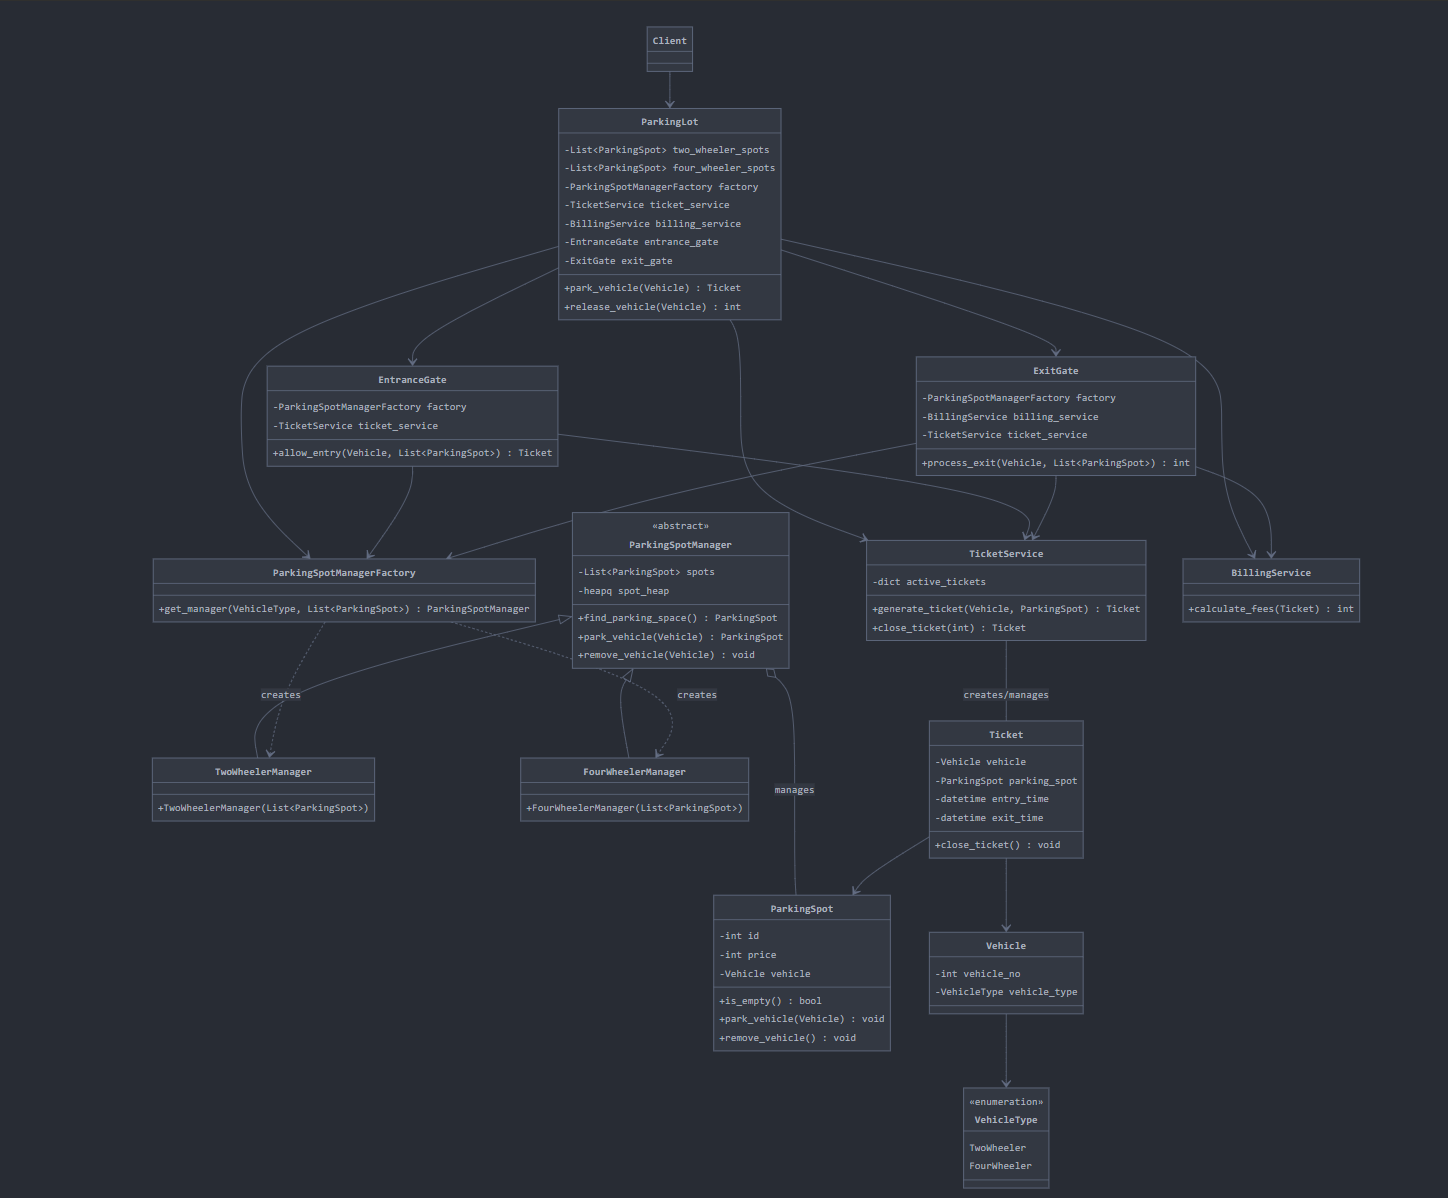 Client
ParkingLot
-List<ParkingSpot> two_wheeler_spots
-List<ParkingSpot> four_wheeler_spots
-ParkingSpotManagerFactory factory
-TicketService ticket_service
-BillingService billing_service
-EntranceGate entrance_gate
-ExitGate exit_gate
+park_vehicle(Vehicle) : Ticket
+release_vehicle(Vehicle) : int
EntranceGate
-ParkingSpotManagerFactory factory
-TicketService ticket_service
+allow_entry(Vehicle, List<ParkingSpot>) : Ticket
ExitGate
-ParkingSpotManagerFactory factory
-BillingService billing_service
-TicketService ticket_service
+process_exit(Vehicle, List<ParkingSpot>) : int
ParkingSpotManagerFactory
+get_manager(VehicleType, List<ParkingSpot>) : ParkingSpotManager
«abstract»
ParkingSpotManager
-List<ParkingSpot> spots
-heapq spot_heap
+find_parking_space() : ParkingSpot
+park_vehicle(Vehicle) : ParkingSpot
+remove_vehicle(Vehicle) : void
TicketService
-dict active_tickets
+generate_ticket(Vehicle, ParkingSpot) : Ticket
+close_ticket(int) : Ticket
BillingService
+calculate_fees(Ticket) : int
creates
creates
creates/manages
TwoWheelerManager
+TwoWheelerManager(List<ParkingSpot>)
FourWheelerManager
+FourWheelerManager(List<ParkingSpot>)
manages
Ticket
-Vehicle vehicle
-ParkingSpot parking_spot
-datetime entry_time
-datetime exit_time
+close_ticket() : void
ParkingSpot
-int id
-int price
-Vehicle vehicle
+is_empty() : bool
+park_vehicle(Vehicle) : void
+remove_vehicle() : void
Vehicle
-int vehicle_no
-VehicleType vehicle_type
«enumeration»
VehicleType
TwoWheeler
FourWheeler